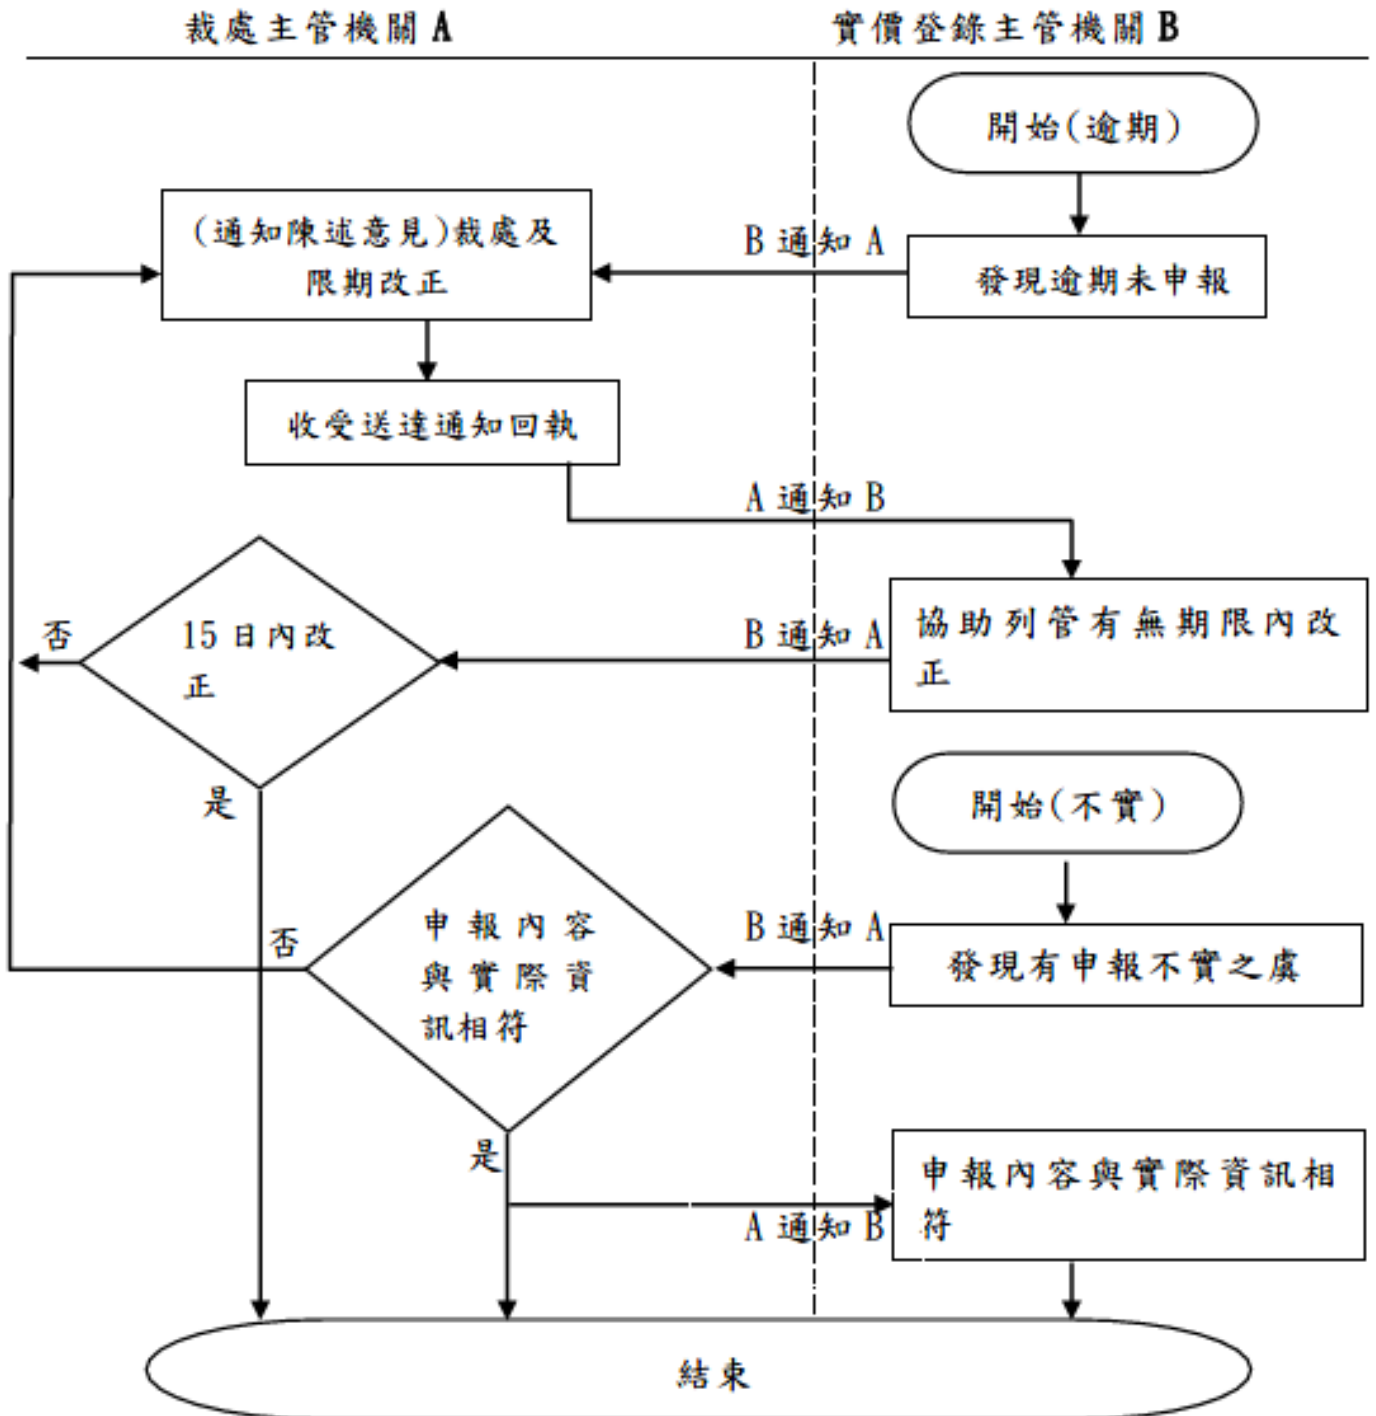 裁處主管機關 A
實價登錄主管機關 B
開始(逾期)
(通知陳述意見)裁處及
限期改正
B 通知 A
發現逾期未申報
收受送達通知回執
A 通知 B
否
15 日內改
正
B 通知 A
協助列管有無期限內改
正
是
開始(不實)
否
申報內容
與實際資
訊相符
B 通知 A
發現有申報不實之虞
是
A 通知 B
申報內容與實際資訊相
符
結束